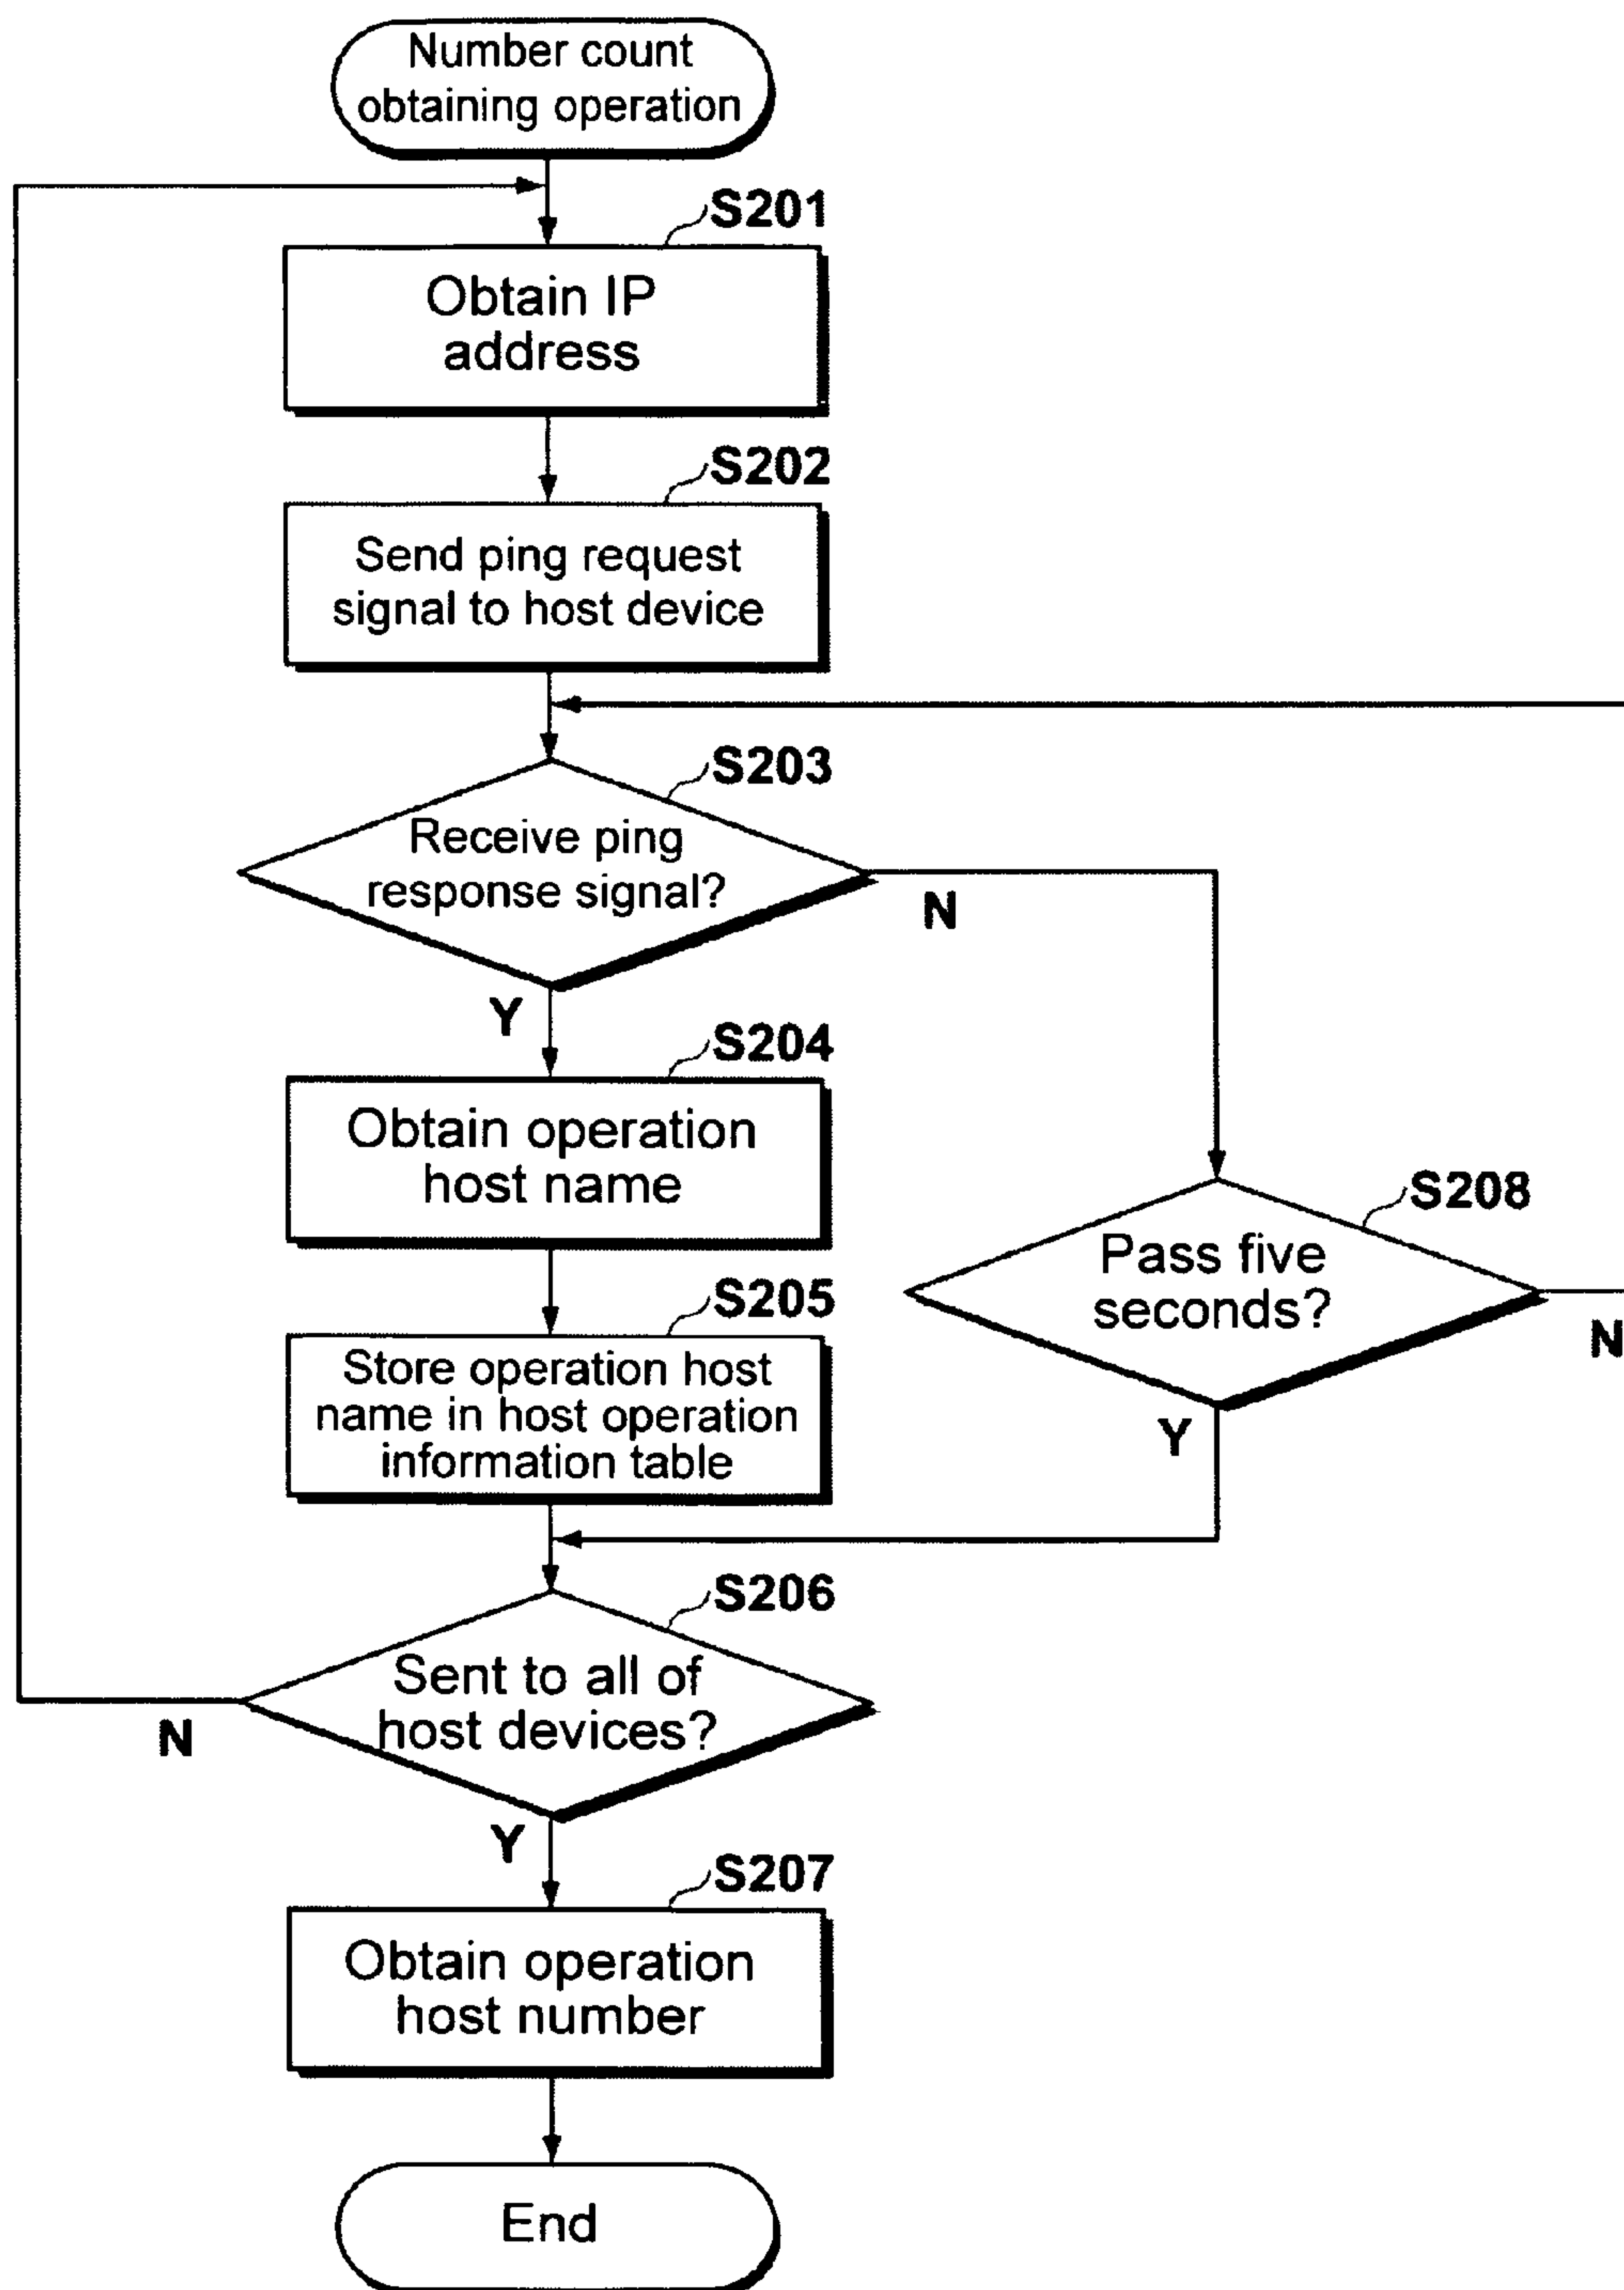 Number count
obtaining operation
S201
Obtain IP
address
S202
Send ping request
signal to host device
S203
Receive ping
response signal?
N
Y
S204
Obtain operation
host name
S208
Pass five
seconds?
N
Y
S205
Store operation host
name in host operation
information table
S206
Sent to all of
host devices?
N
Y
S207
Obtain operation
host number
End